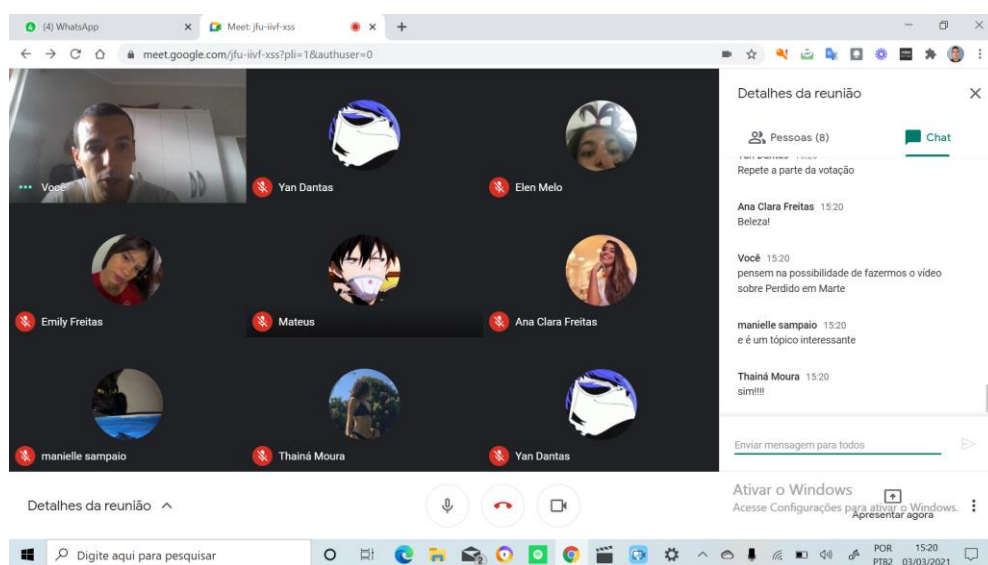 (4) WhatsApp
Meet: jfu-iivf-xss
meet.google.com/jfu-iivf-xss?pli=1&authuser=0
Você
Yan Dantas
Elen Melo
Emily Freitas
Mateus
Ana Clara Freitas
manielle sampaio
Thainá Moura
Yan Dantas
Detalhes da reunião
Pessoas (8)
Chat
Yan Dantas 15:20
Repete a parte da votação
Ana Clara Freitas 15:20
Beleza!
Você 15:20
pensem na possibilidade de fazermos o vídeo
sobre Perdido em Marte
manielle sampaio 15:20
e é um tópico interessante
Thainá Moura 15:20
sim!!!!
Enviar mensagem para todos
Detalhes da reunião
Ativar o Windows
Acesse Configurações para ativar o Windows.
Apresentar agora
Digite aqui para pesquisar
POR
PTB2
15:20
03/03/2021